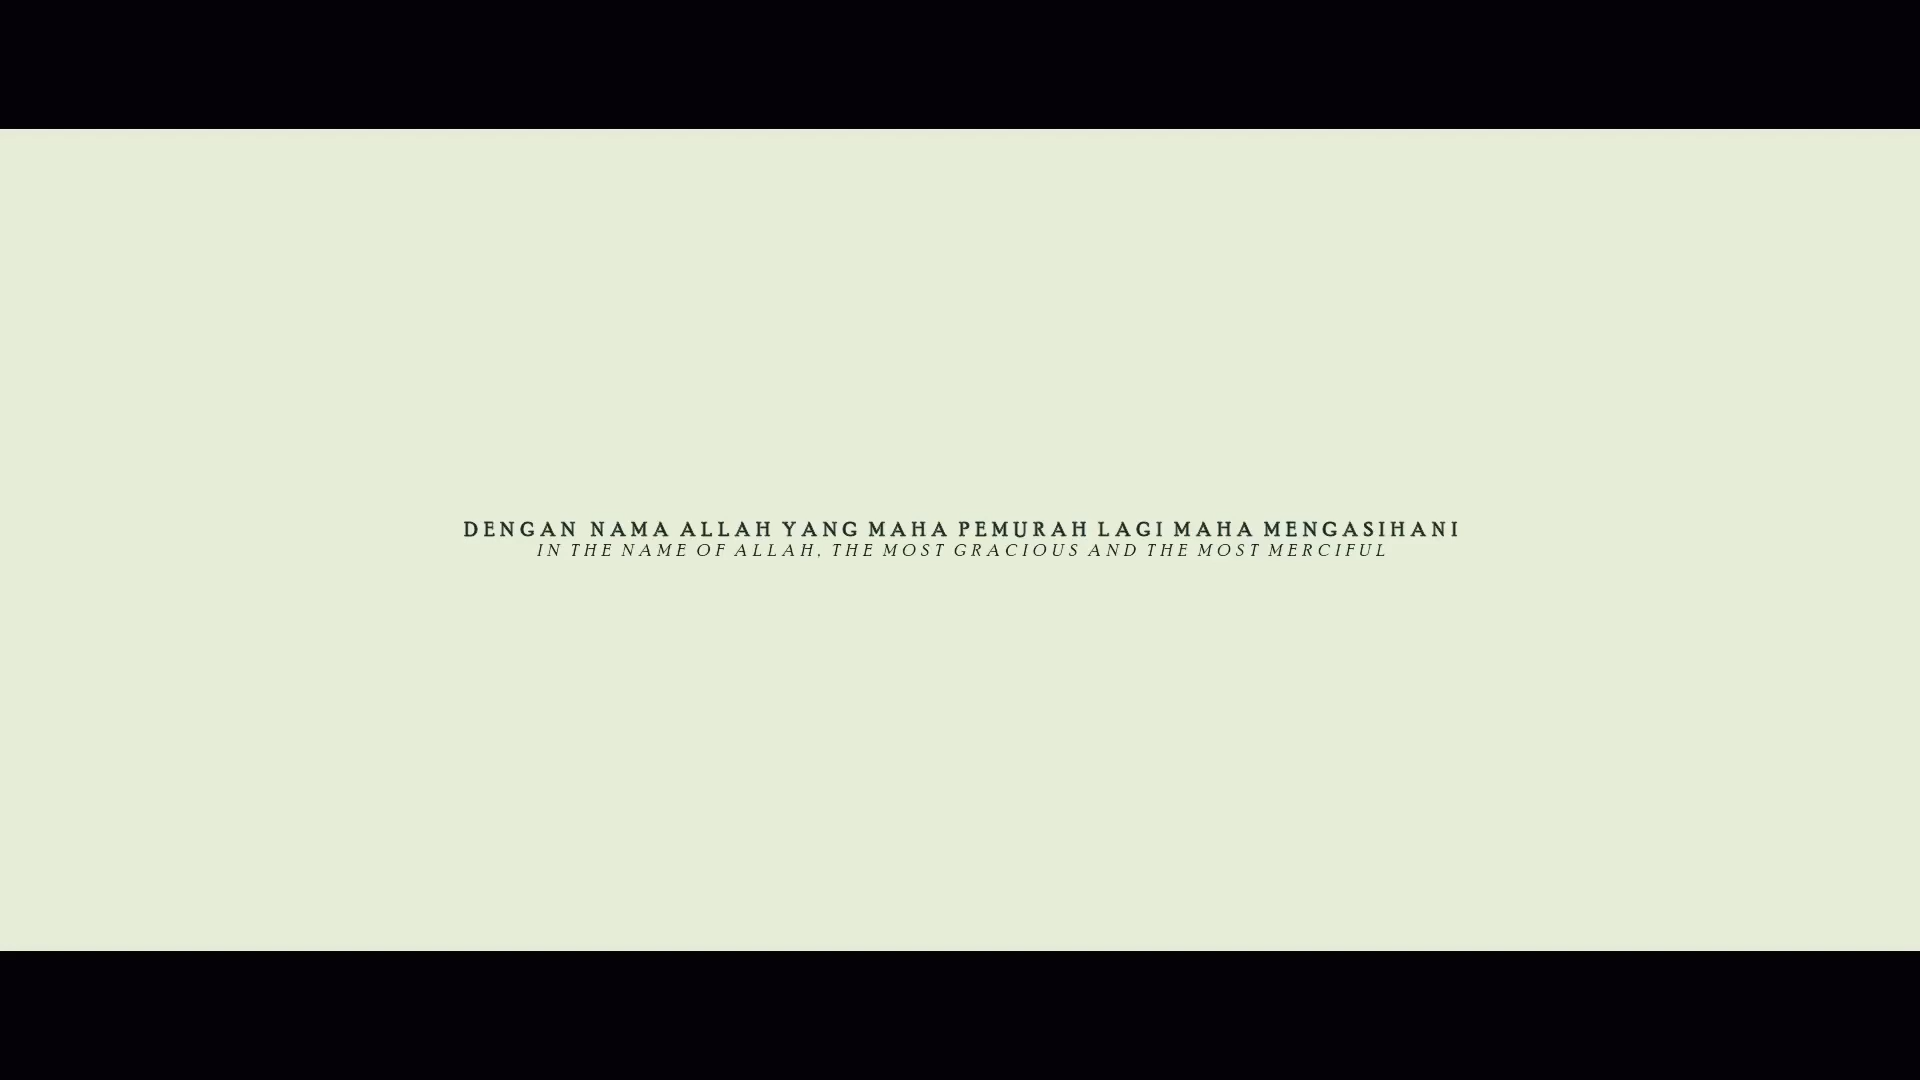 DENGAN NAMA ALLAH YANG MAHA PEMURAH LAGI MAHA MENGASIHANI
IN THE NAME OF ALLAH, THE MOST GRACIOUS AND THE MOST MERCIFUL